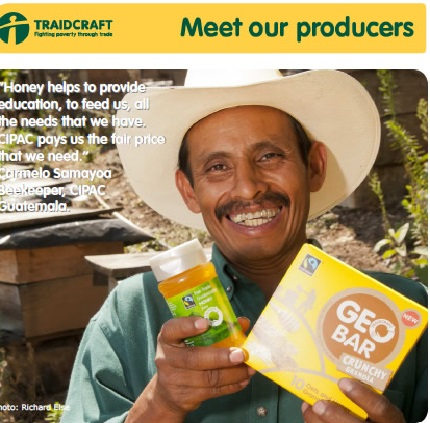 TRAIDCRAFT
Fighting poverty through trade
Meet our producers
"Honey helps to provide
education, to feed us, all
the needs that we have.
CIPAC pays us the fair price
that we need."
Carmelo Samayoa
Beekeeper, CIPAC
Guatemala.
NEW
GEO
BAR
CRUNCHY
GRANOLA
10
Photo: Richard Else